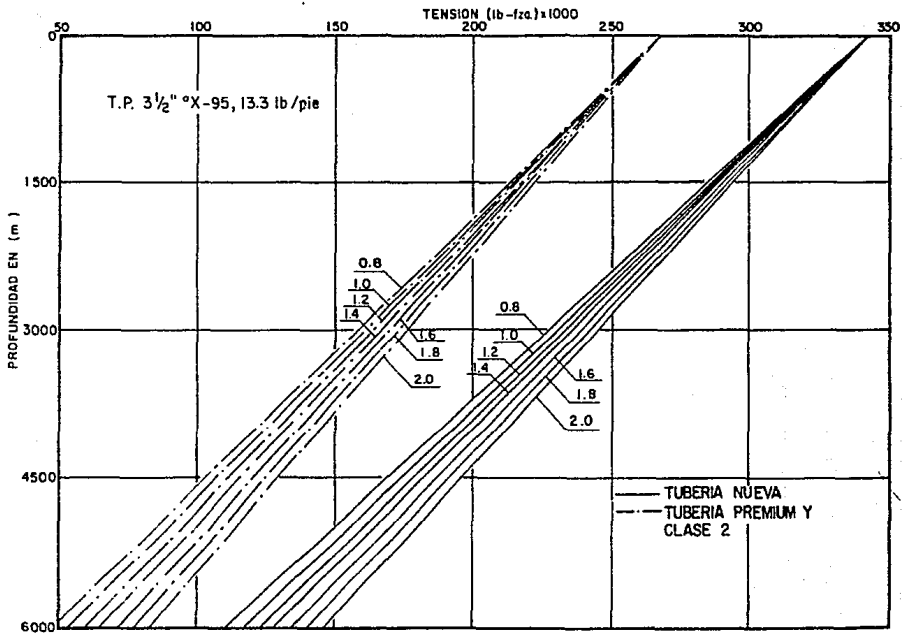 TENSION (lb-fza.) x 1000
50 100 150 200 250 300 350
0
T.P. 3 1/2" °X-95, 13.3 lb/pie
1500
PROFUNDIDAD EN (m)
0.8
1.0
1.2
1.4
1.6
1.8
2.0
3000
0.8
1.0
1.2
1.4
1.6
1.8
2.0
4500
TUBERIA NUEVA
TUBERIA PREMIUM Y
CLASE 2
6000